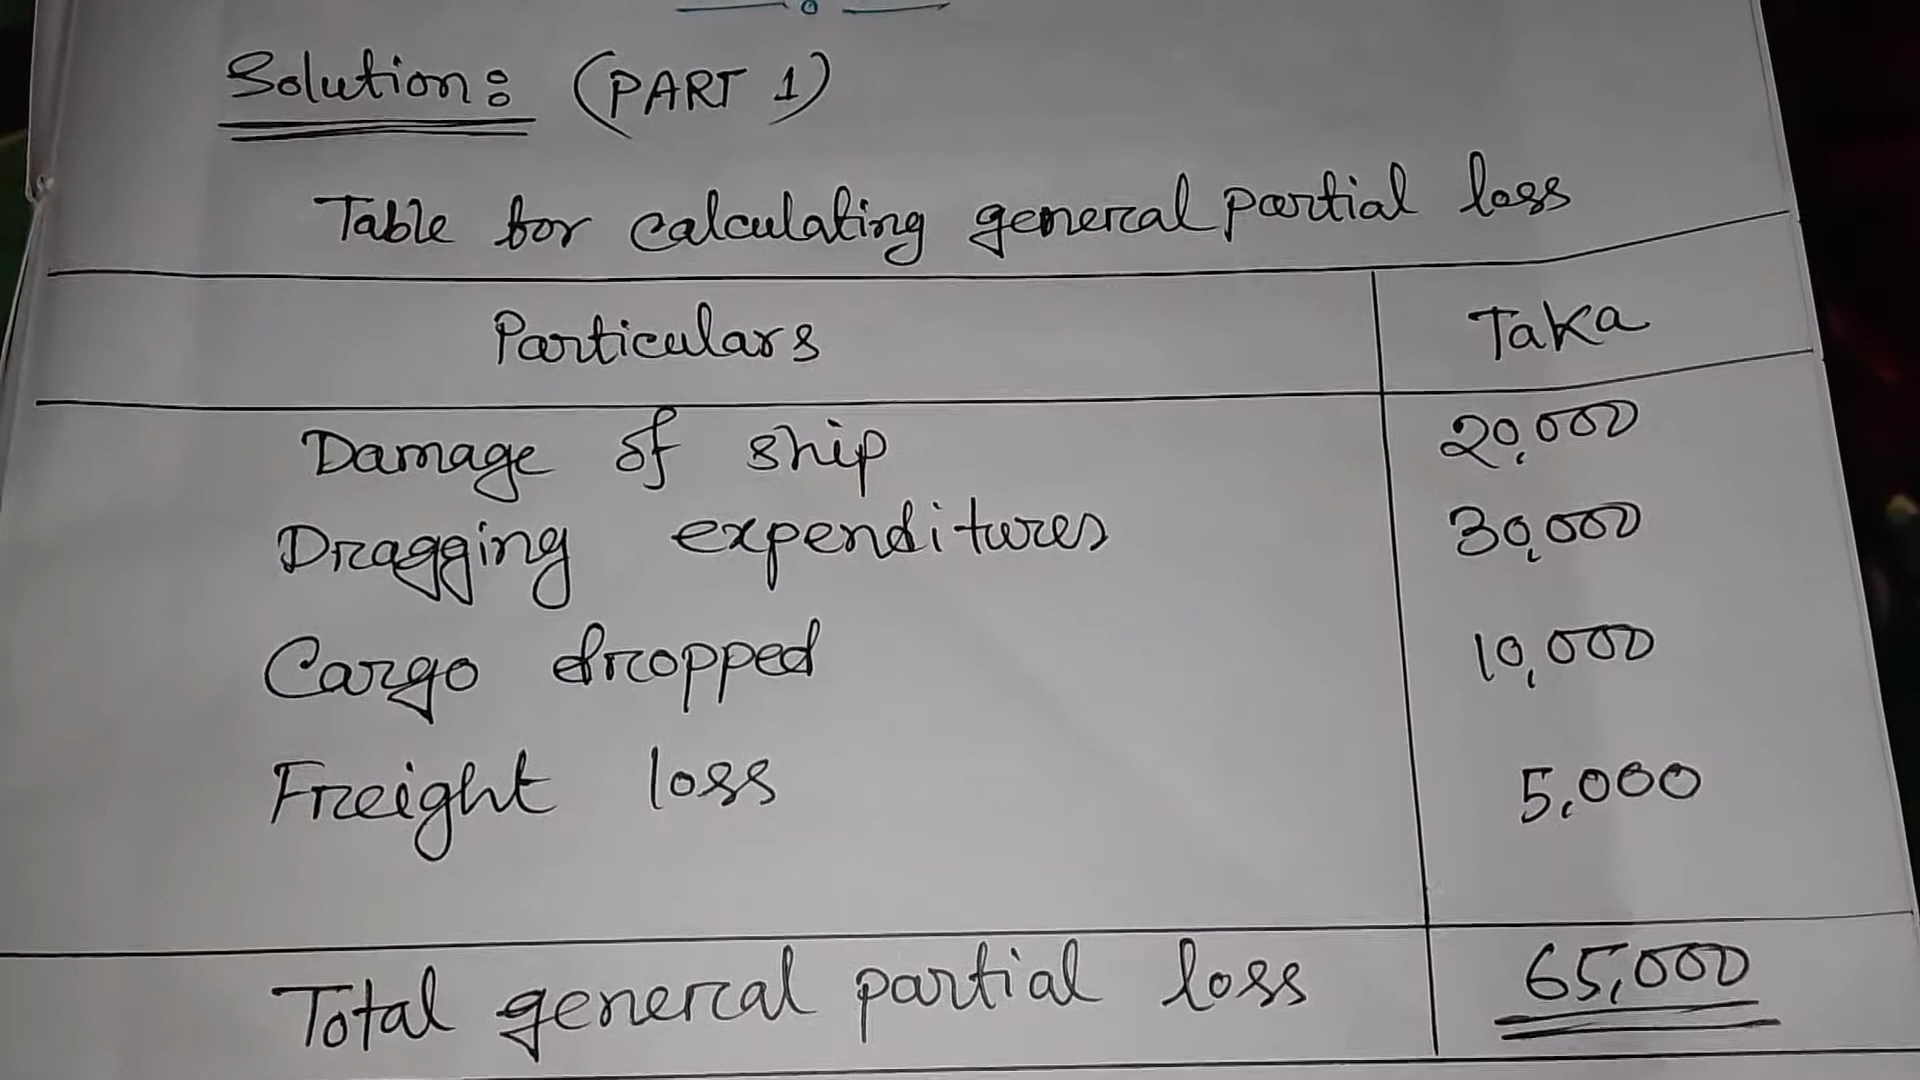 Solution: (PART 1)
Table for calculating general partial loss
Particulars Taka
Damage of ship 20,000
Dragging expenditures 30,000
Cargo dropped 10,000
Freight loss 5,000
Total general partial loss 65,000